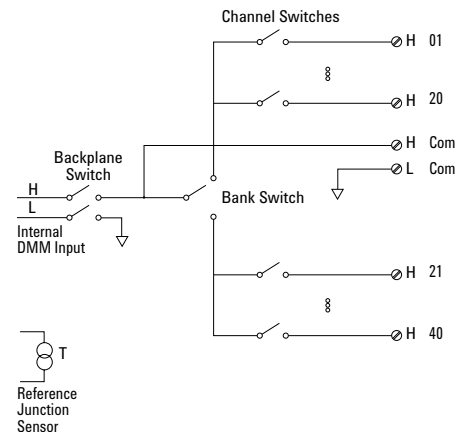 Channel Switches
H 01
H 20
H Com
L Com
Backplane
Switch
H
L
Internal
DMM Input
Bank Switch
H 21
H 40
T
Reference
Junction
Sensor